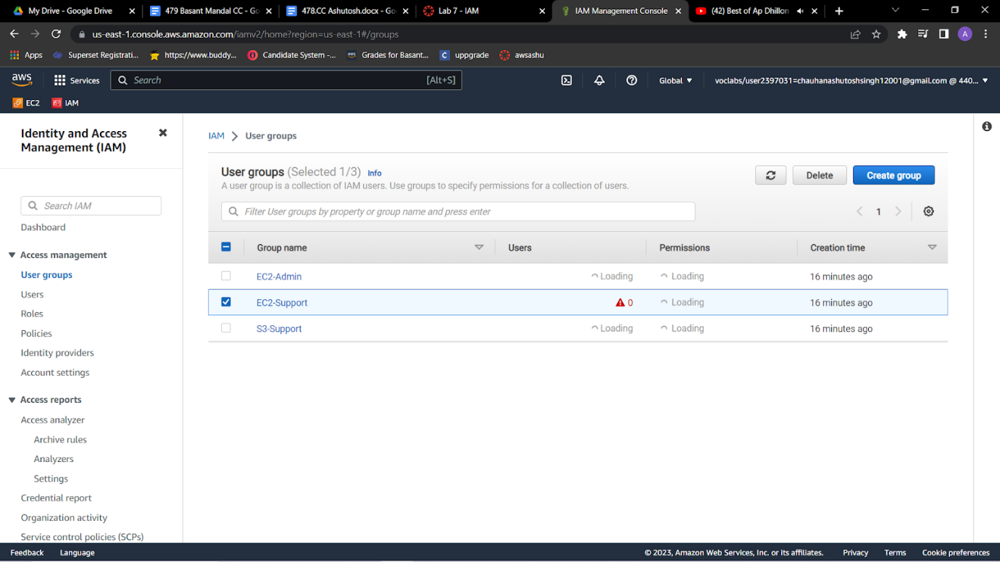 My Drive - Google Drive
479 Basant Mandal CC - Go
478.CC Ashutosh.docx - Go
Lab 7 - IAM
IAM Management Console
(42) Best of Ap Dhillon
us-east-1.console.aws.amazon.com/iamv2/home?region=us-east-1#/groups
A
Apps
Superset Registrati...
https://www.buddy...
Candidate System -...
aws
Grades for Basant...
C
uppgrade
awsashu
aws
Services
Search
[Alt+S]
Global
voclabs/user2397031=chauhanashutoshsingh12001@gmail.com @ 440...
EC2
IAM
Identity and Access
Management (IAM)
Search IAM
Dashboard
Access management
User groups
Users
Roles
Policies
Identity providers
Account settings
Access reports
Access analyzer
Archive rules
Analyzers
Settings
Credential report
Organization activity
Service control policies (SCPs)
IAM > User groups
User groups (Selected 1/3) Info
A user group is a collection of IAM users. Use groups to specify permissions for a collection of users.
Delete
Create group
Filter User groups by property or group name and press enter
1
Group name Users Permissions Creation time
EC2-Admin Loading Loading 16 minutes ago
EC2-Support 0 Loading 16 minutes ago
S3-Support Loading Loading 16 minutes ago
Feedback
Language
© 2023, Amazon Web Services, Inc. or its affiliates.
Privacy
Terms
Cookie preferences